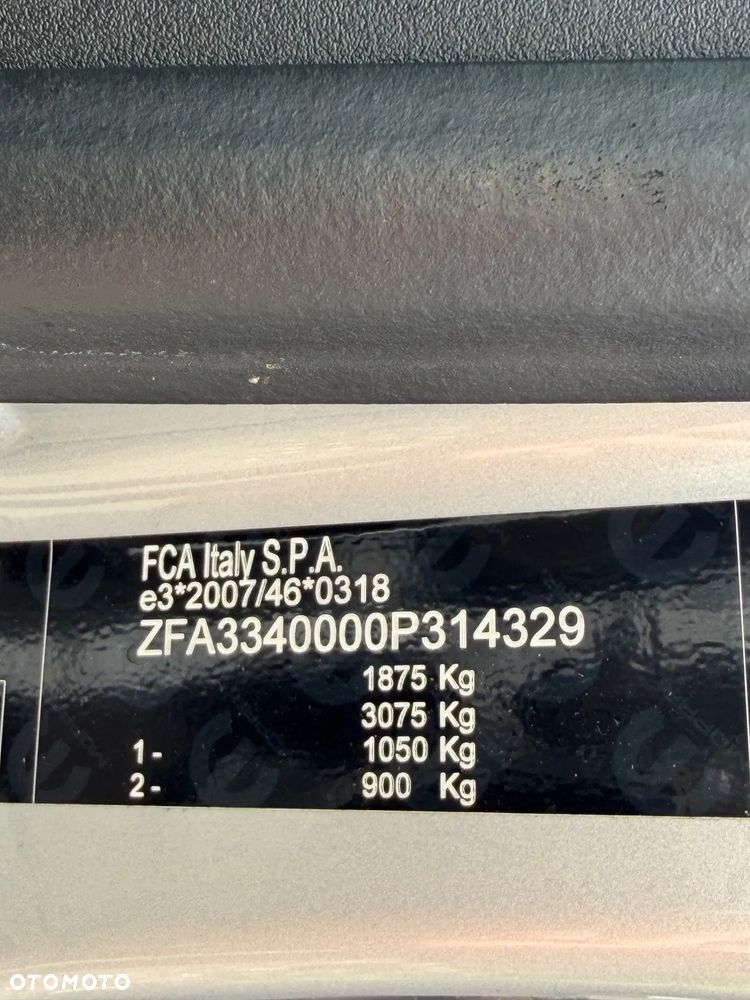 FCA Italy S.P.A.
e3*2007/46*0318
ZFA3340000P314329
1875 Kg
3075 Kg
1- 1050 Kg
2- 900 Kg
OTOMOTO